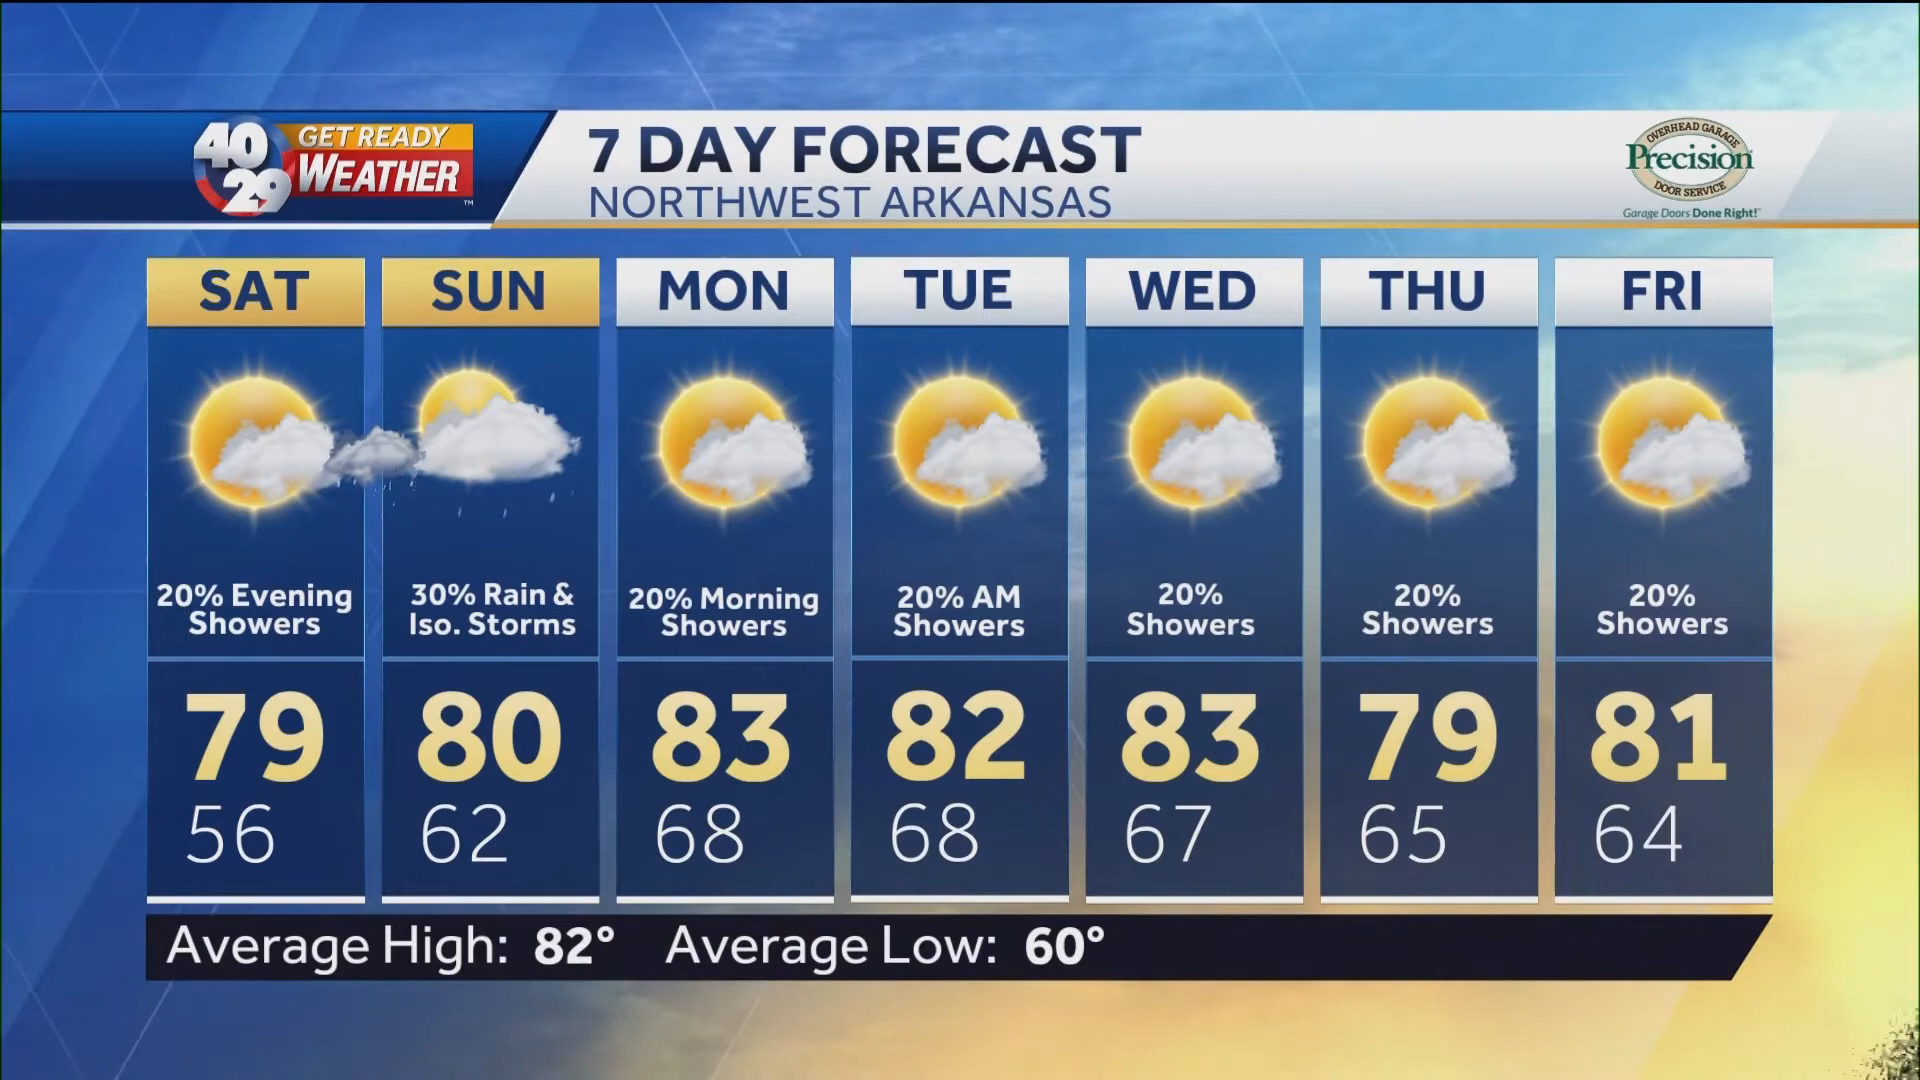 40
29
GET READY
WEATHER
™
7 DAY FORECAST
NORTHWEST ARKANSAS
OVERHEAD GARAGE
Precision
DOOR SERVICE
Garage Doors Done Right!
SAT
20% Evening
Showers
79
56
SUN
30% Rain &
Iso. Storms
80
62
MON
20% Morning
Showers
83
68
TUE
20% AM
Showers
82
68
WED
20%
Showers
83
67
THU
20%
Showers
79
65
FRI
20%
Showers
81
64
Average High: 82° Average Low: 60°